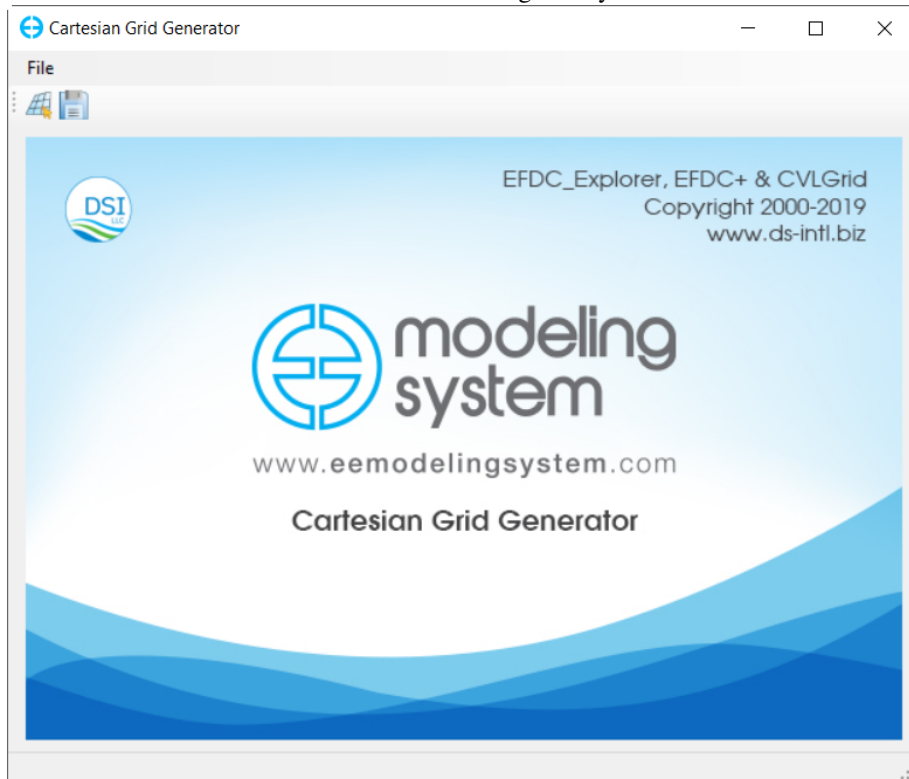 Cartesian Grid Generator
File
DSI
LLC
EFDC_Explorer, EFDC+ & CVLGrid
Copyright 2000-2019
www.ds-intl.biz
modeling
system
www.eemodelingsystem.com
Cartesian Grid Generator